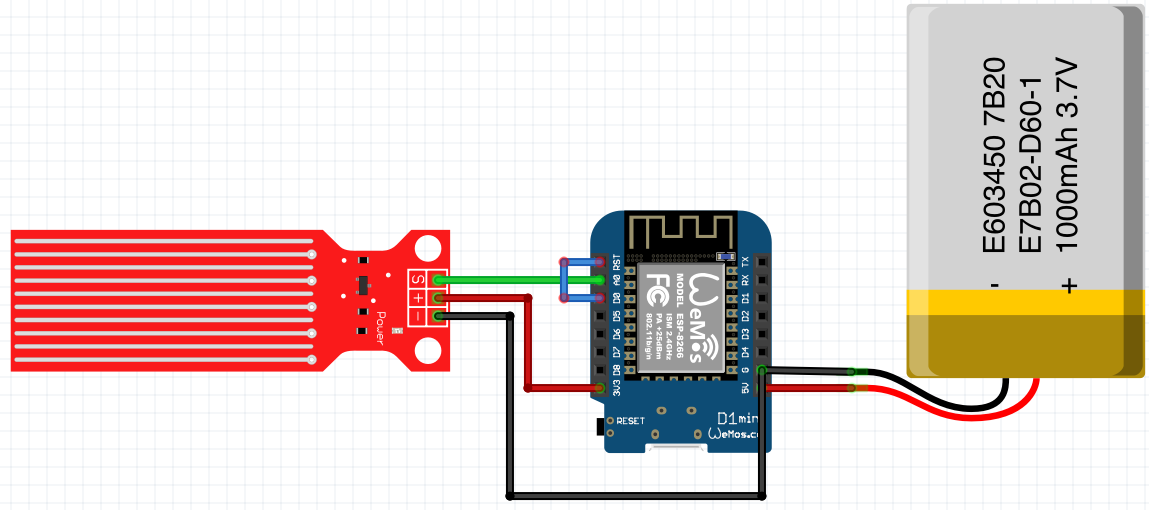 S
+
-
Power
RST
A0
D0
D5
D6
D7
D8
3V3
TX
RX
D1
D2
D3
D4
G
5V
WeMos
MODEL ESP-8266
ISM 2.4GHz
PA +25dBm
802.11b/g/n
FCC
RESET
D1 min
WeMos.cc
E603450 7B20
E7B02-D60-1
1000mAh 3.7V
- +